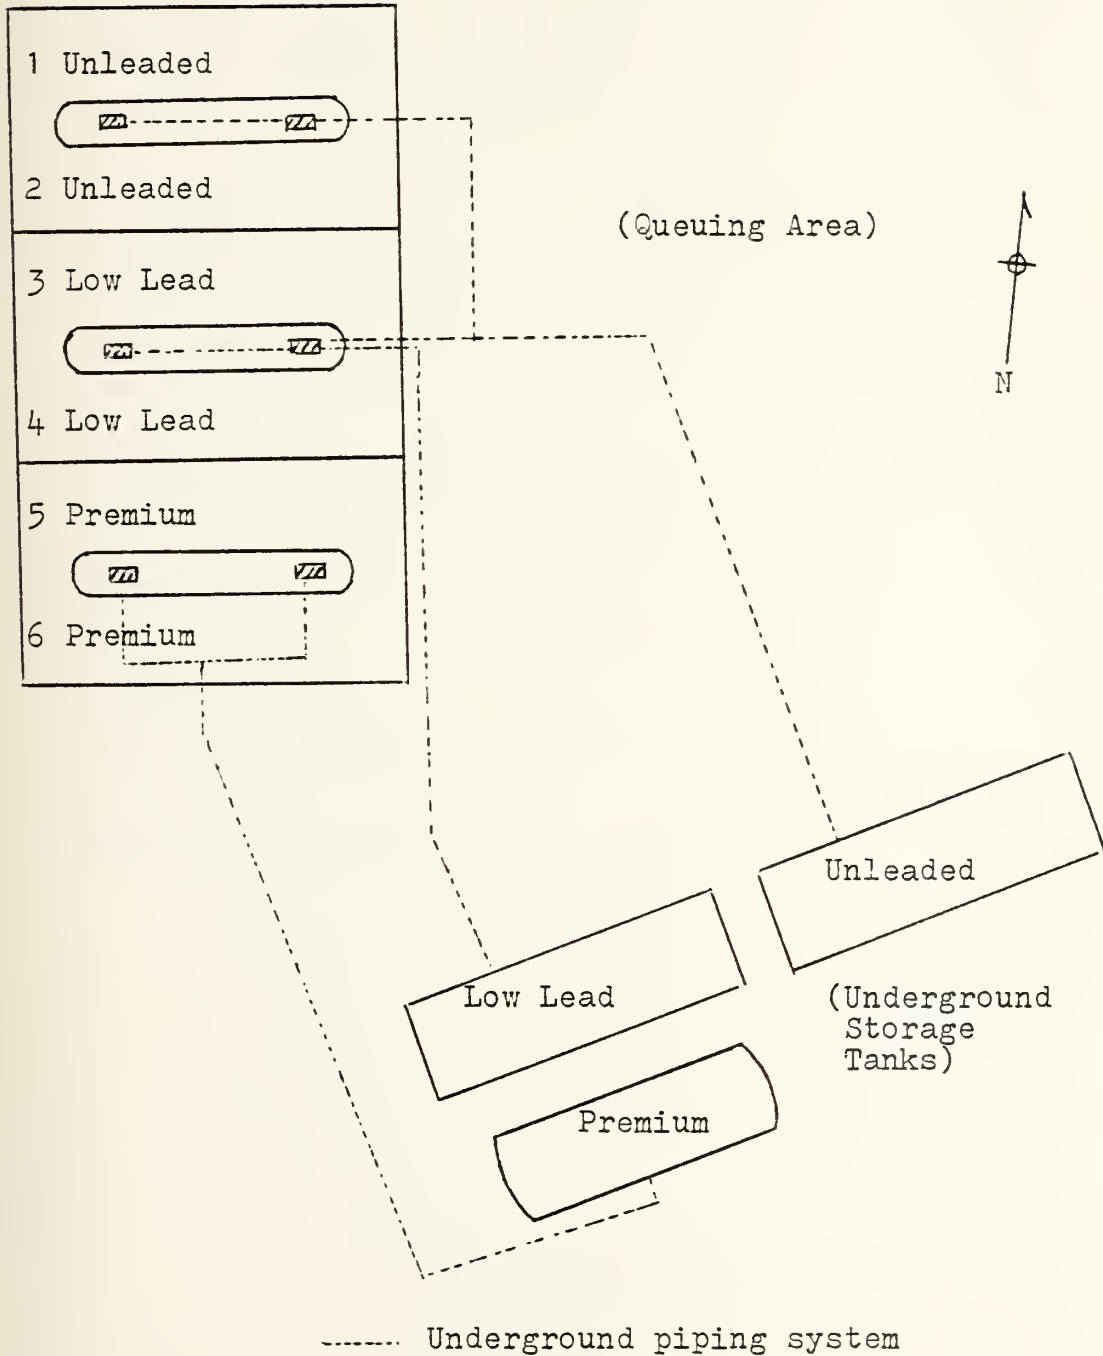 1 Unleaded
2 Unleaded
(Queuing Area)
3 Low Lead
N
4 Low Lead
5 Premium
6 Premium
Unleaded
Low Lead
(Underground
Storage
Tanks)
Premium
Underground piping system